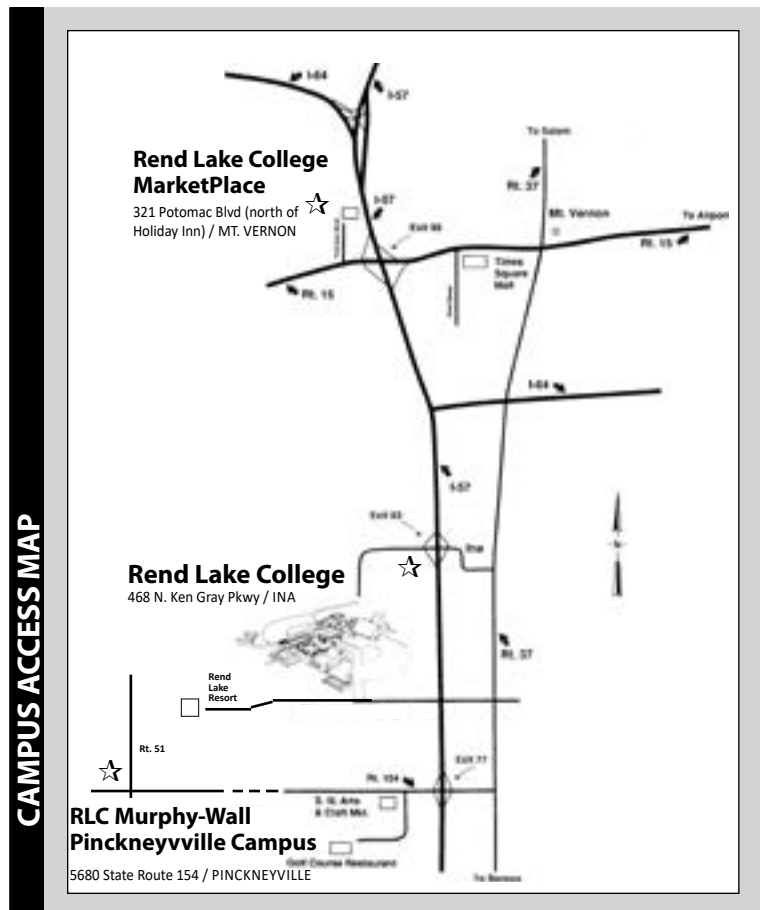 CAMPUS ACCESS MAP
I-64
I-57
To Salem
Rend Lake College
MarketPlace
321 Potomac Blvd (north of
Holiday Inn) / MT. VERNON
Rt. 37
I-57
Mt. Vernon
To Airport
Exit 95
Rt. 15
Times
Square
Mall
Rt. 15
I-64
I-57
Exit 83
Ina
N
Rend Lake College
468 N. Ken Gray Pkwy / INA
Rt. 37
Rend
Lake
Resort
Rt. 51
Exit 77
Rt. 154
S. Ill. Arts
& Craft Mkt.
RLC Murphy-Wall
Pinckneyvville Campus
Golf Course Restaurant
5680 State Route 154 / PINCKNEYVILLE
To Benton